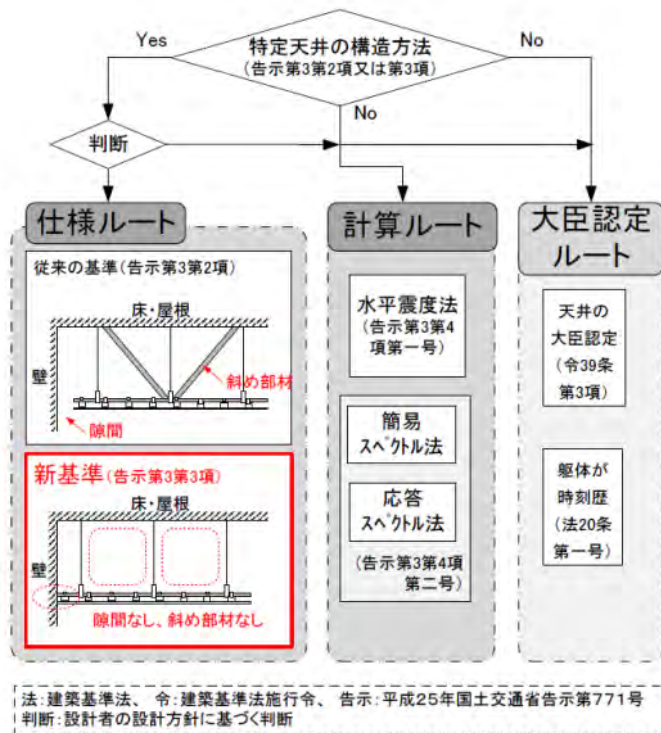 Yes
特定天井の構造方法
(告示第3第2項又は第3項)
No
No
判断
仕様ルート
計算ルート
大臣認定
ルート
従来の基準(告示第3第2項)
床・屋根
壁
斜め部材
隙間
新基準(告示第3第3項)
床・屋根
壁
隙間なし、斜め部材なし
水平震度法
(告示第3第4
項第一号)
簡易
スペクトル法
応答
スペクトル法
(告示第3第4項
第二号)
天井の
大臣認定
(令39条
第3項)
躯体が
時刻歴
(法20条
第一号)
法:建築基準法、 令:建築基準法施行令、 告示:平成25年国土交通省告示第771号
判断:設計者の設計方針に基づく判断